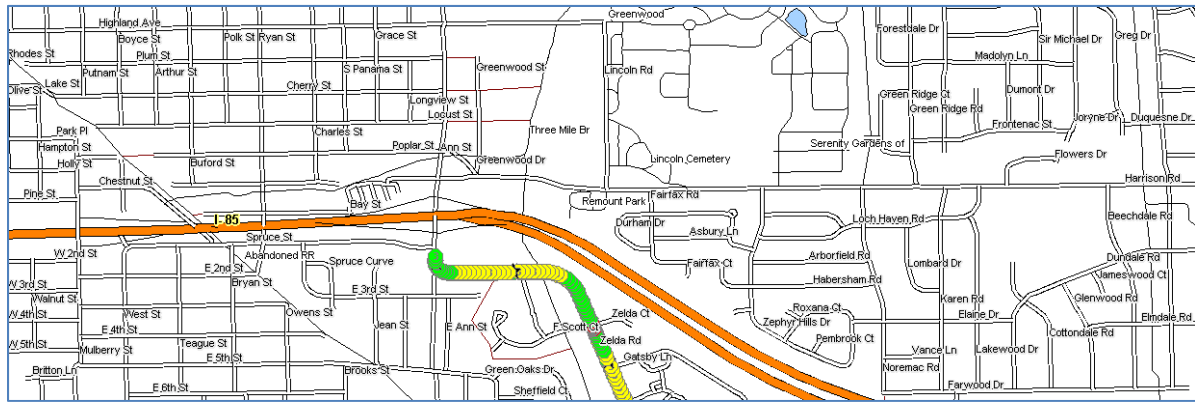 Highland Ave
Grace St
Greenwood
Boyce St
Polk St
Ryan St
Forestdale Dr
Sir Michael Dr
Greg Dr
Rhodes St
Plum St
Madolyn Ln
Putnam St
Arthur St
S Panama St
Greenwood St
Lincoln Rd
Lake St
Olive St
Cherry St
Dumont Dr
Green Ridge Ct
Longview St
Green Ridge Rd
Locust St
Joryne Dr
Duquesne Dr
Frontenac St
Park Pl
Charles St
Three Mile Br
Hampton St
Poplar St
Ann St
Serenity Gardens of
Holly St
Buford St
Greenwood Dr
Lincoln Cemetery
Flowers Dr
Chestnut St
Harrison Rd
Pine St
Fairfax Rd
Bay St
Remount Park
I- 85
Durham Dr
Loch Haven Rd
Beechdale Rd
Asbury Ln
Spruce St
W 2nd St
Abandoned RR
Arborfield Rd
Dundale Rd
E 2nd St
Spruce Curve
Fairfax Ct
Lombard Dr
Jameswood Ct
W 3rd St
Bryan St
Habersham Rd
E 3rd St
Glenwood Rd
Walnut St
Karen Rd
W 4th St
West St
Owens St
Zelda Ct
Roxana Ct
Elaine Dr
Elmdale Rd
E 4th St
Jean St
E Ann St
F Scott Ct
Zephyr Hills Dr
Cottondale Rd
W 5th St
Teague St
Zelda Rd
Pembrook Ct
Mulberry St
E 5th St
Gatsby Ln
Vance Ln
Lakewood Dr
Britton Ln
Brooks St
Green Oaks Dr
Noremac Rd
E 6th St
Sheffield Ct
Farwood Dr